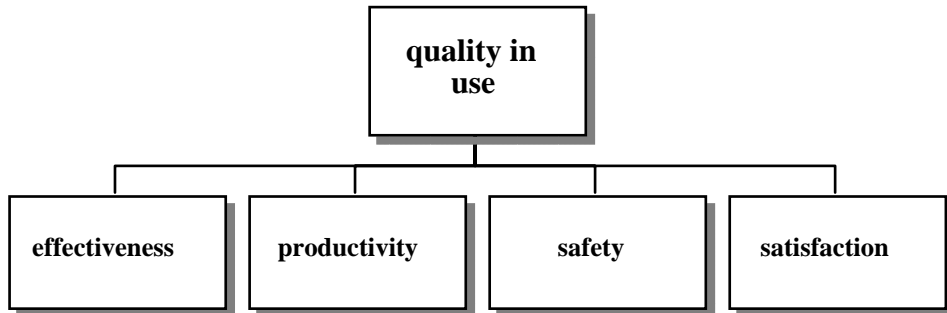 quality in
use
effectiveness
productivity
safety
satisfaction